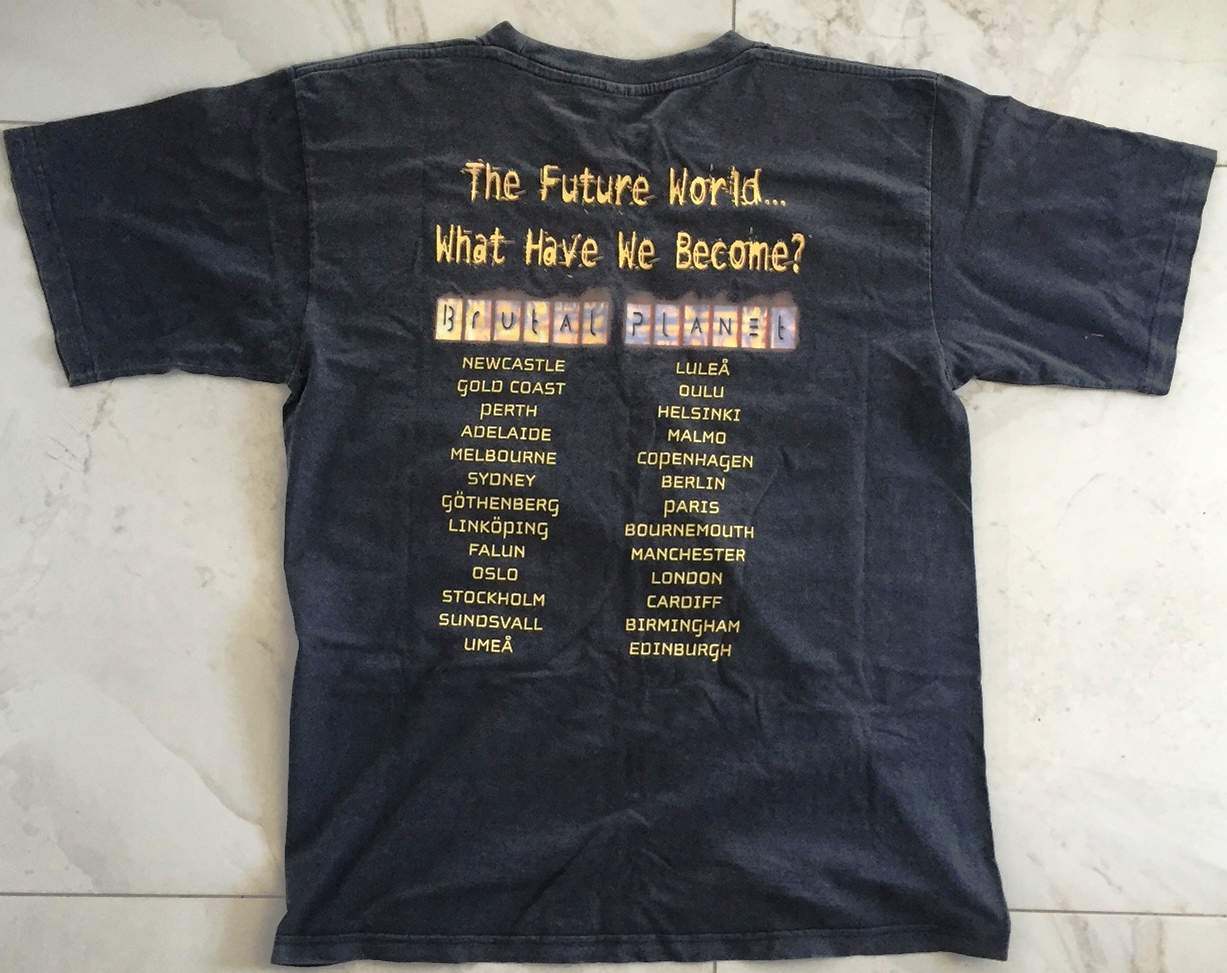 The Future World...
What Have We Become?
BRUTAL PLANET
NEWCASTLE
GOLD COAST
PERTH
ADELAIDE
MELBOURNE
SYDNEY
GÖTHENBERG
LINKÖPING
FALUN
OSLO
STOCKHOLM
SUNDSVALL
UMEÅ
LULEÅ
OULU
HELSINKI
MALMO
COPENHAGEN
BERLIN
PARIS
BOURNEMOUTH
MANCHESTER
LONDON
CARDIFF
BIRMINGHAM
EDINBURGH